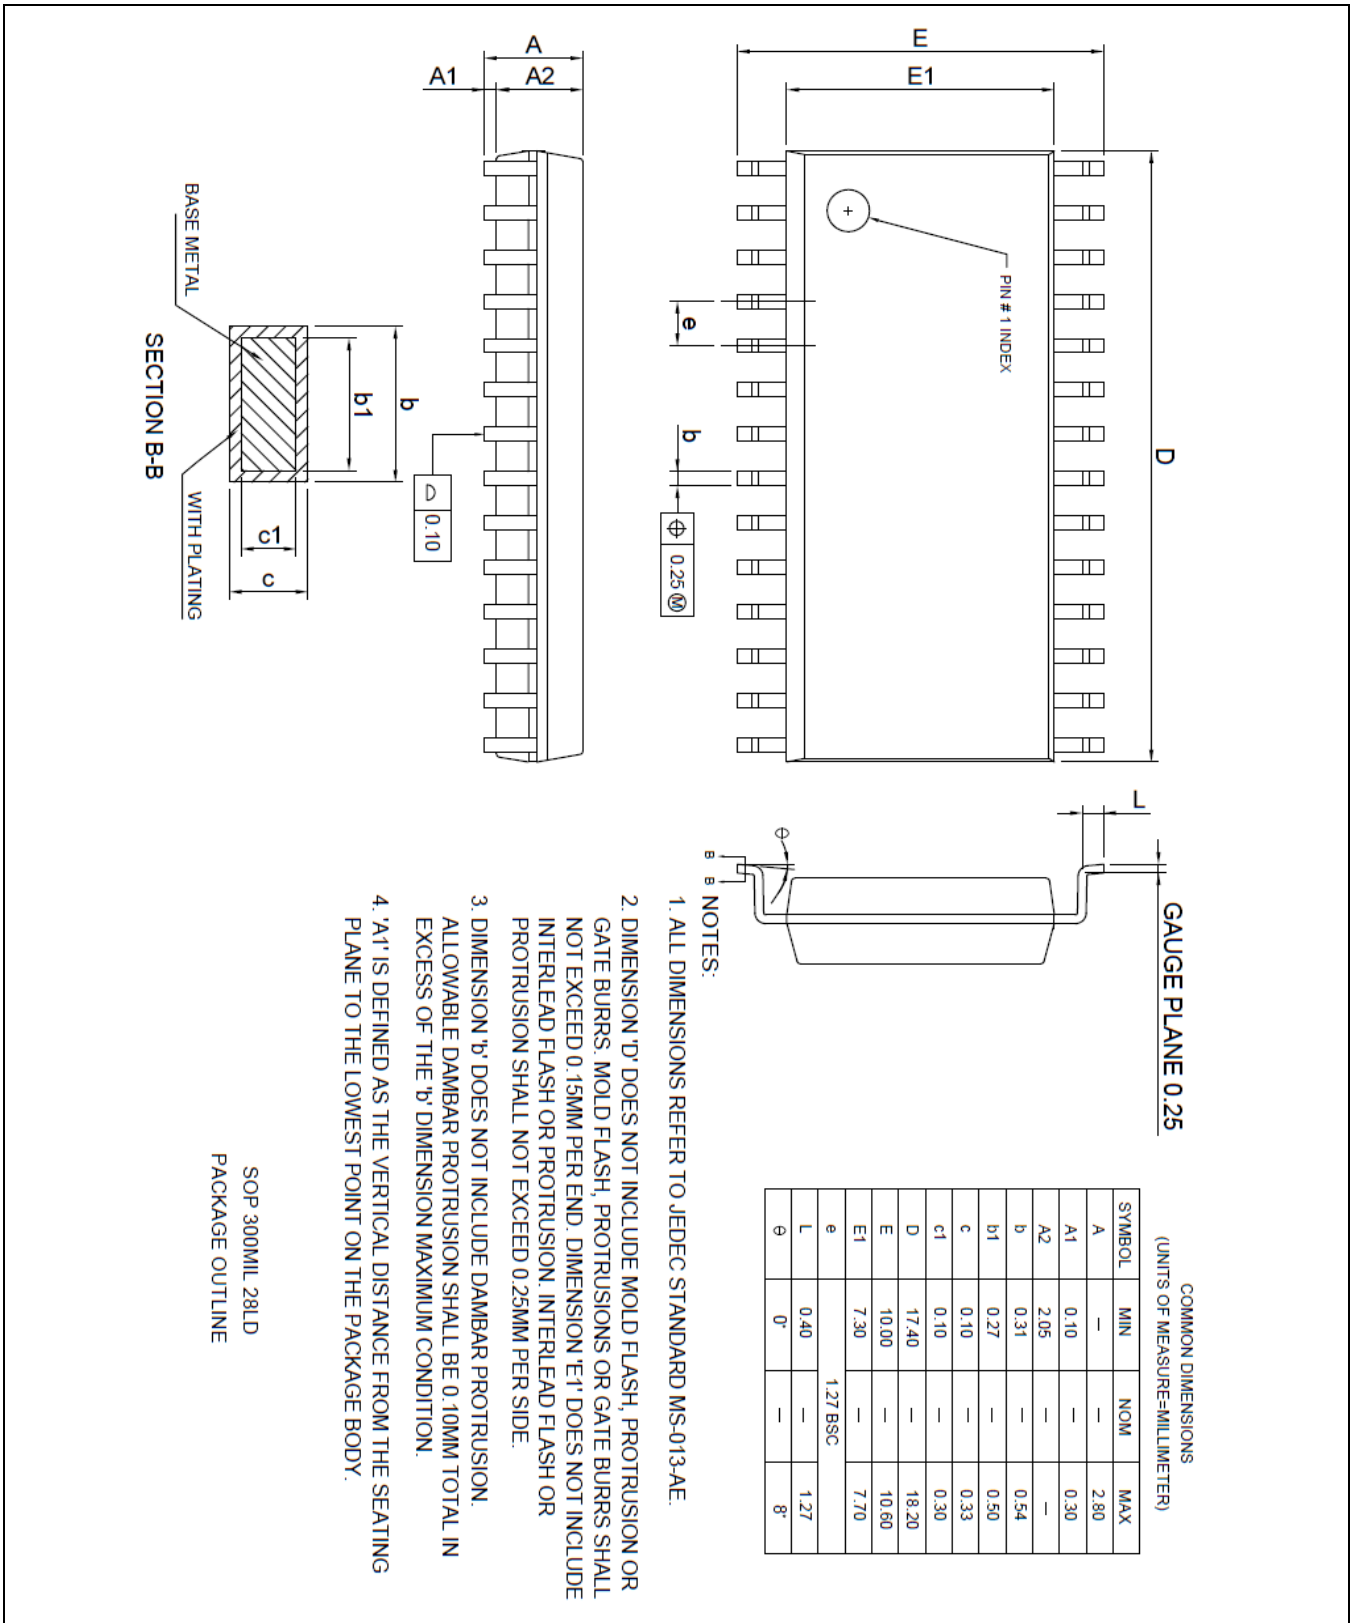 E
E1
A
A2
A1
PIN # 1 INDEX
e
b
D
0.25 Ⓜ
0.10
BASE METAL
b
b1
c1
c
WITH PLATING
SECTION B-B
L
GAUGE PLANE 0.25
θ
B
B
COMMON DIMENSIONS
(UNITS OF MEASURE=MILLIMETER)
SYMBOL MIN NOM MAX
A — — 2.80
A1 0.10 — 0.30
A2 2.05 — —
b 0.31 — 0.54
b1 0.27 — 0.50
c 0.10 — 0.33
c1 0.10 — 0.30
D 17.40 — 18.20
E 10.00 — 10.60
E1 7.30 — 7.70
e 1.27 BSC
L 0.40 — 1.27
θ 0° — 8°
NOTES:
1. ALL DIMENSIONS REFER TO JEDEC STANDARD MS-013-AE.
2. DIMENSION 'D' DOES NOT INCLUDE MOLD FLASH, PROTRUSION OR
GATE BURRS. MOLD FLASH, PROTRUSIONS OR GATE BURRS SHALL
NOT EXCEED 0.15MM PER END. DIMENSION 'E1' DOES NOT INCLUDE
INTERLEAD FLASH OR PROTRUSION. INTERLEAD FLASH OR
PROTRUSION SHALL NOT EXCEED 0.25MM PER SIDE.
3. DIMENSION 'b' DOES NOT INCLUDE DAMBAR PROTRUSION.
ALLOWABLE DAMBAR PROTRUSION SHALL BE 0.10MM TOTAL IN
EXCESS OF THE 'b' DIMENSION MAXIMUM CONDITION.
4. 'A1' IS DEFINED AS THE VERTICAL DISTANCE FROM THE SEATING
PLANE TO THE LOWEST POINT ON THE PACKAGE BODY.
SOP 300MIL 28LD
PACKAGE OUTLINE